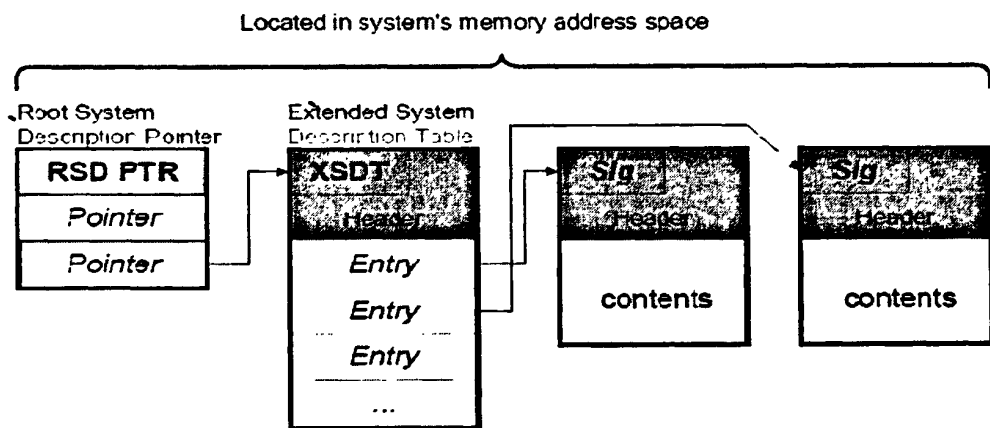 Located in system's memory address space
Root System
Description Pointer
RSD PTR
Pointer
Pointer
Extended System
Description Table
XSDT
Header
Entry
Entry
Entry
...
Sig
Header
contents
Sig
Header
contents